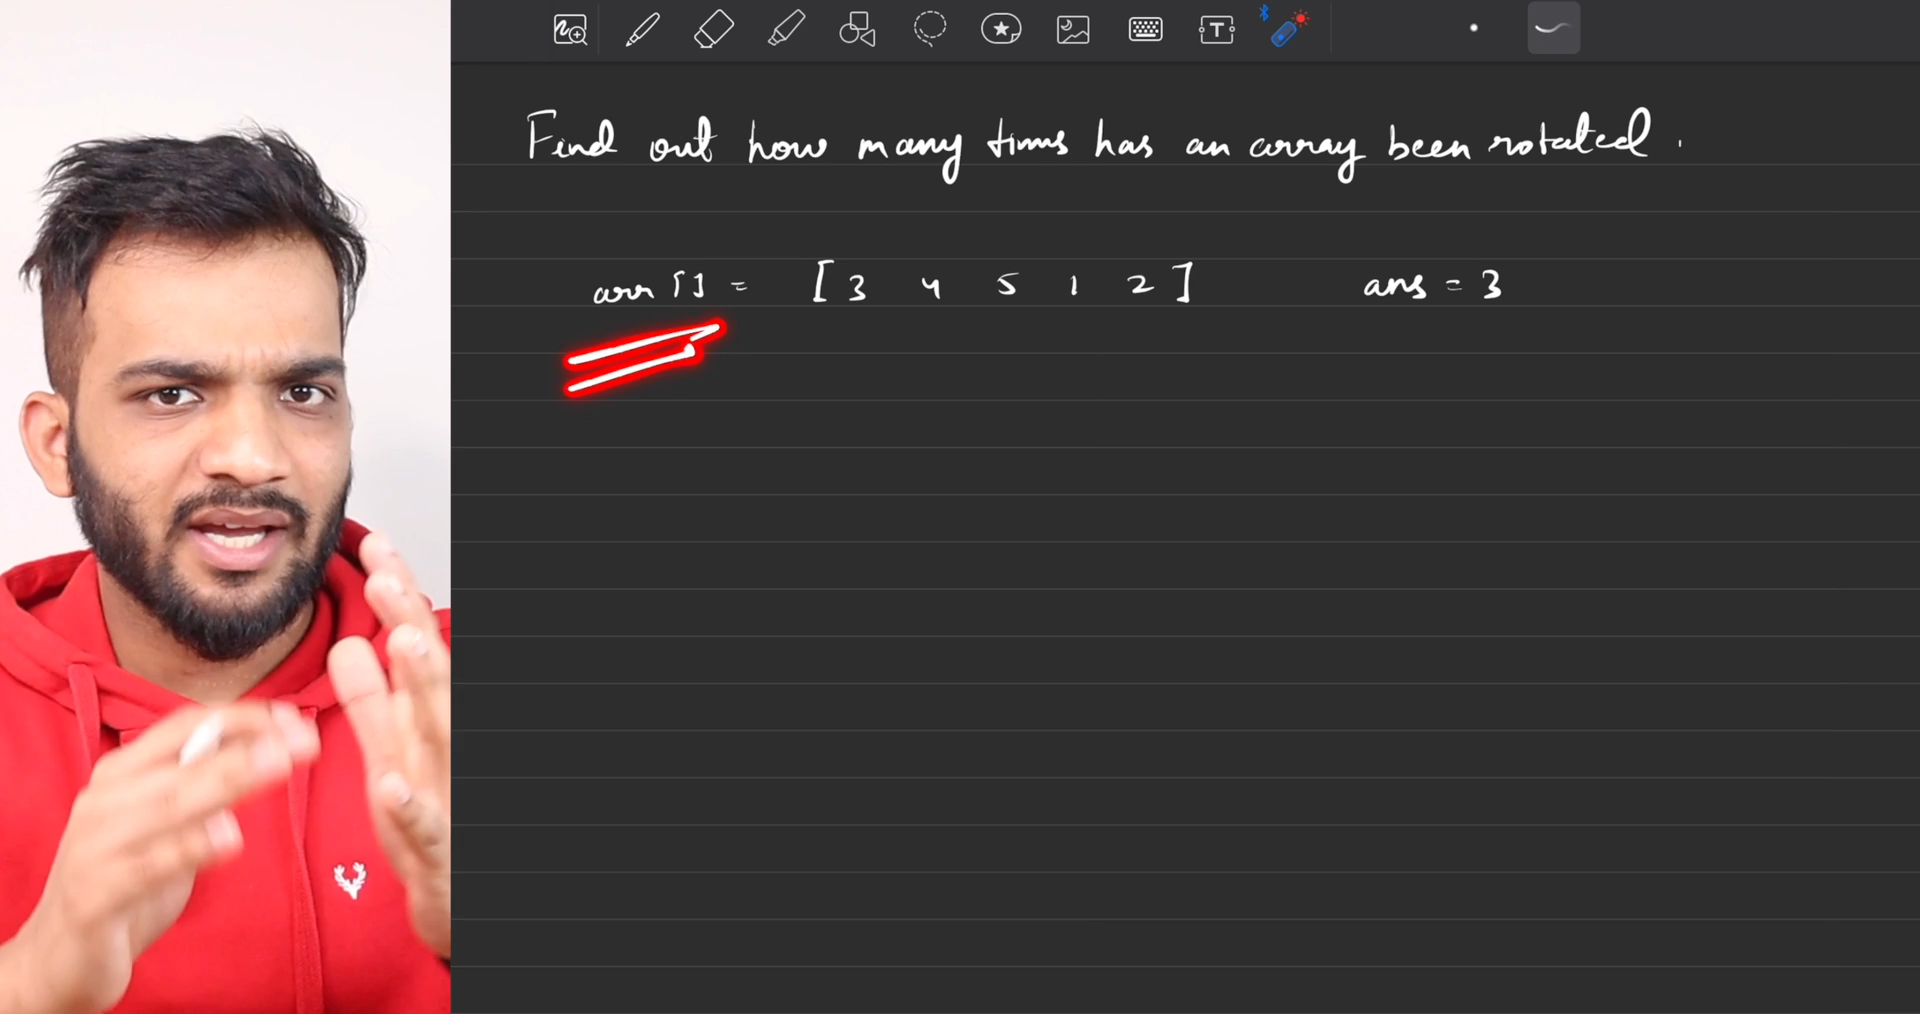 Find out how many times has an array been rotated.
arr [] = [ 3 4 5 1 2 ] ans = 3